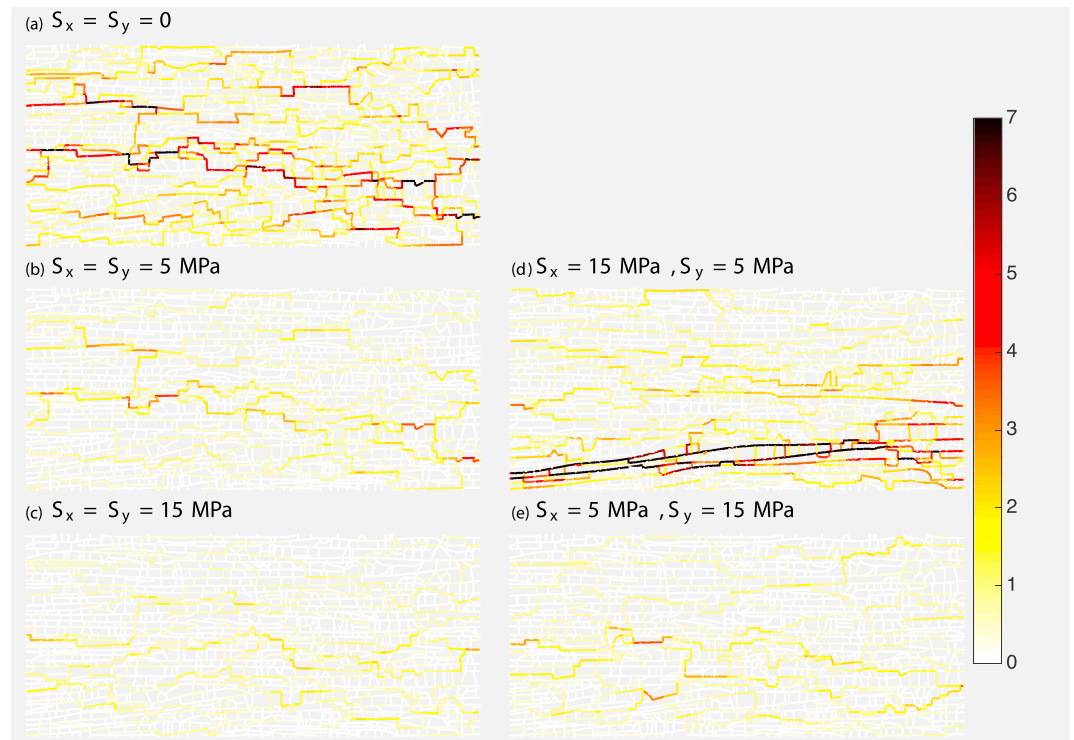 (a) Sx = Sy = 0
(b) Sx = Sy = 5 MPa
(d) Sx = 15 MPa , Sy = 5 MPa
(c) Sx = Sy = 15 MPa
(e) Sx = 5 MPa , Sy = 15 MPa
7
6
5
4
3
2
1
0